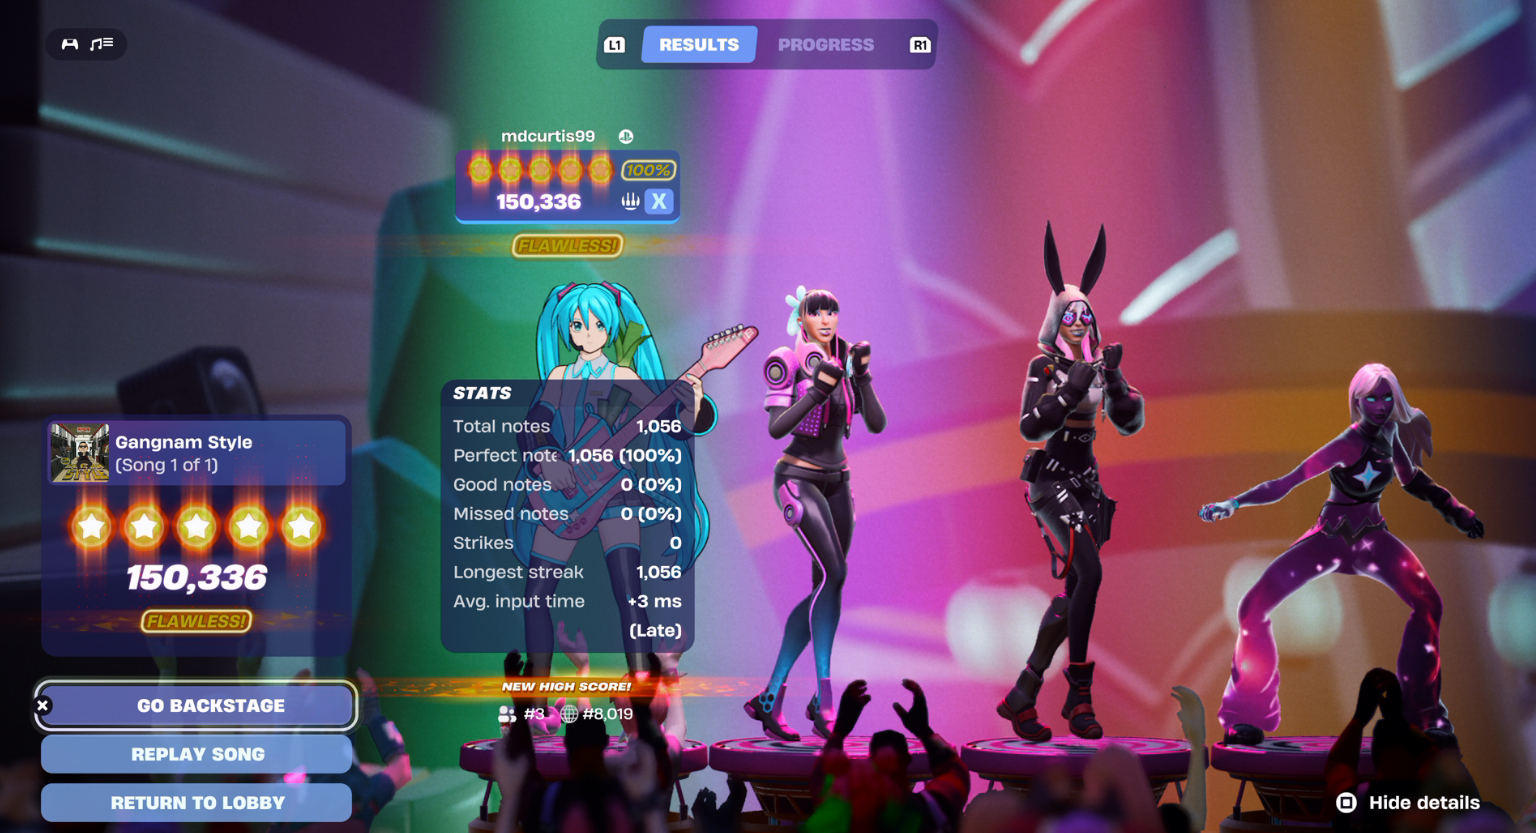 L1
RESULTS
PROGRESS
R1
mdcurtis99
100%
150,336
X
FLAWLESS!
STATS
Total notes 1,056
Perfect note 1,056 (100%)
Good notes 0 (0%)
Missed notes 0 (0%)
Strikes 0
Longest streak 1,056
Avg. input time +3 ms
(Late)
NEW HIGH SCORE!
#3 #8,019
Gangnam Style
(Song 1 of 1)
150,336
FLAWLESS!
GO BACKSTAGE
REPLAY SONG
RETURN TO LOBBY
Hide details